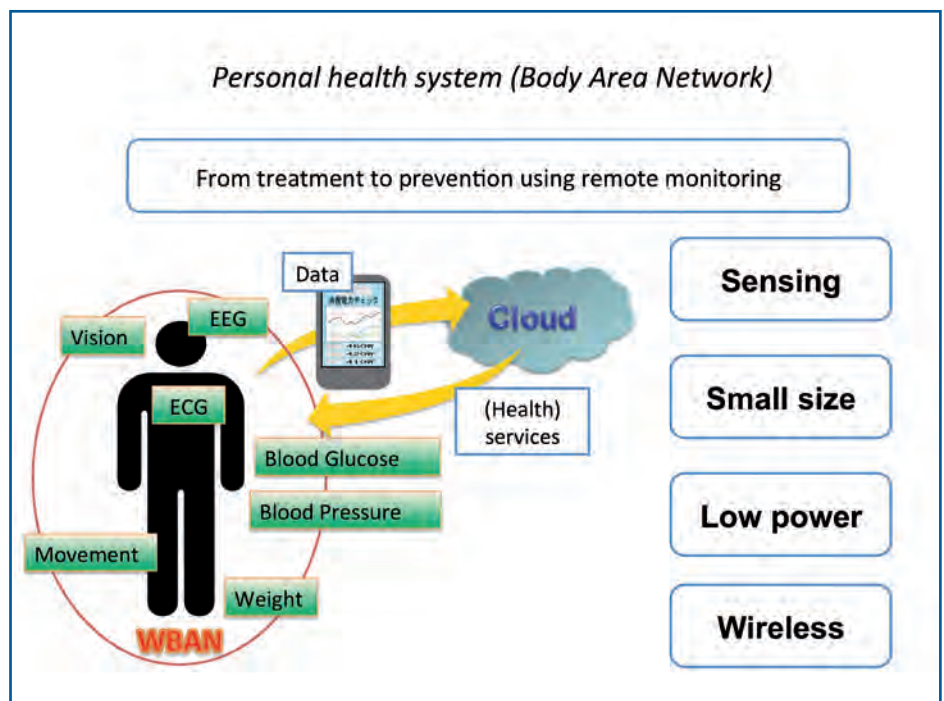 Personal health system (Body Area Network)
From treatment to prevention using remote monitoring
Data
EEG
Vision
ECG
Cloud
(Health)
services
Blood Glucose
Blood Pressure
Movement
Weight
WBAN
Sensing
Small size
Low power
Wireless